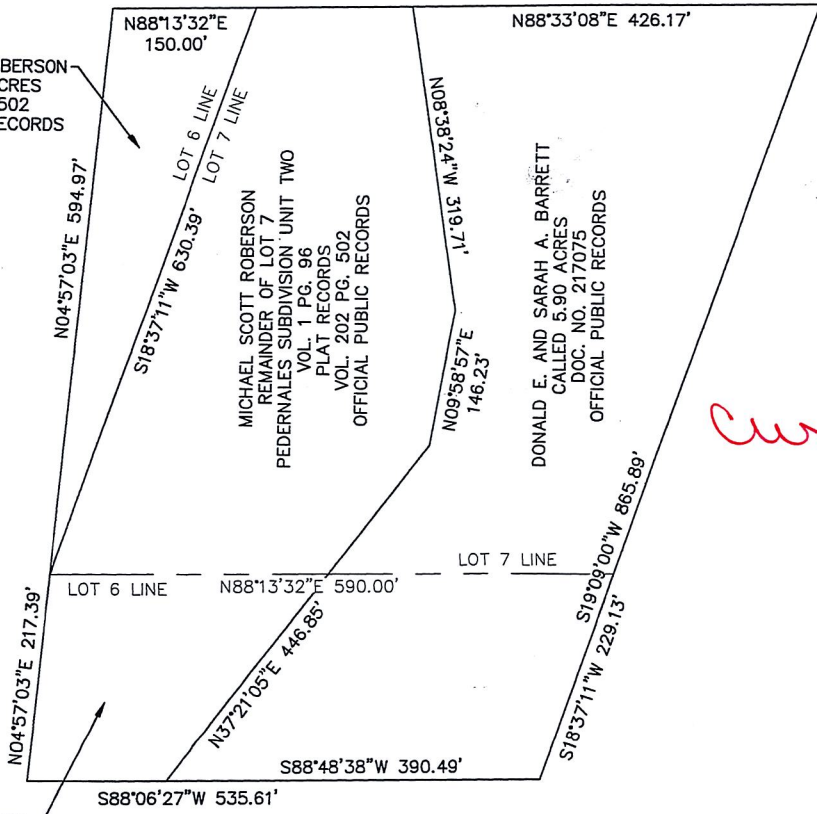 N88°13'32"E
150.00'
N88°33'08"E 426.17'
BERSON
CRES
502
ECORDS
LOT 6 LINE
LOT 7 LINE
N04°57'03"E 594.97'
S18°37'11"W 630.39'
MICHAEL SCOTT ROBERSON
REMAINDER OF LOT 7
PEDERNALES SUBDIVISION UNIT TWO
VOL. 1 PG. 96
PLAT RECORDS
VOL. 202 PG. 502
OFFICIAL PUBLIC RECORDS
N08°38'24"W 319.71'
N09°58'57"E
146.23'
DONALD E. AND SARAH A. BARRETT
CALLED 5.90 ACRES
DOC. NO. 217075
OFFICIAL PUBLIC RECORDS
S19°09'00"W 865.89'
LOT 7 LINE
LOT 6 LINE
N88°13'32"E 590.00'
N04°57'03"E 217.39'
N37°21'05"E 446.85'
S18°37'11"W 229.13'
S88°48'38"W 390.49'
S88°06'27"W 535.61'